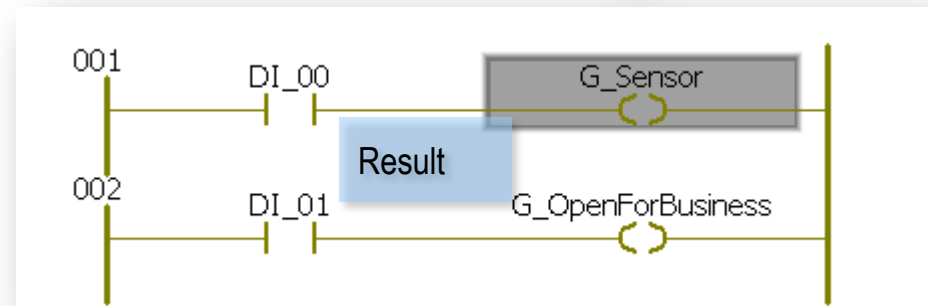 001
DI_00 G_Sensor
Result
002
DI_01 G_OpenForBusiness